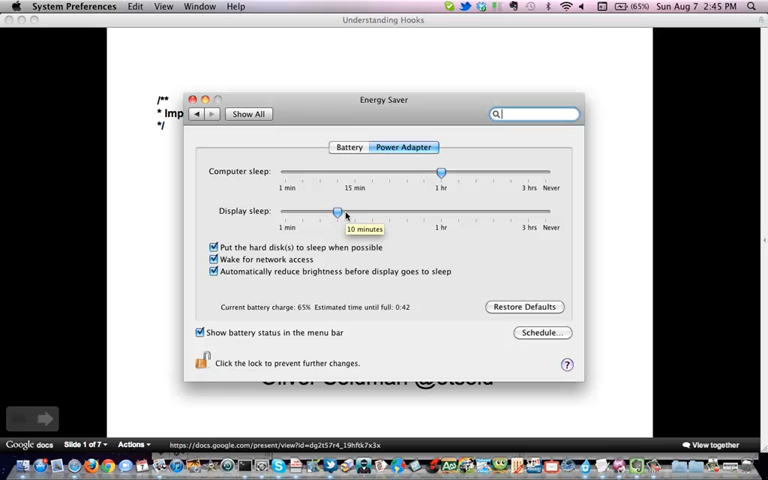 System Preferences Edit View Window Help (65%) Sun Aug 7 2:45 PM
Understanding Hooks
/**
* Imp
*/
Energy Saver
Show All
Battery Power Adapter
Computer sleep:
1 min 15 min 1 hr 3 hrs Never
Display sleep:
1 min 1 hr 3 hrs Never
10 minutes
Put the hard disk(s) to sleep when possible
Wake for network access
Automatically reduce brightness before display goes to sleep
Current battery charge: 65% Estimated time until full: 0:42
Restore Defaults
Show battery status in the menu bar
Schedule...
Click the lock to prevent further changes.
?
Google docs Slide 1 of 7 Actions https://docs.google.com/present/view?id=dg2t57r4_19hftk7x3x View together